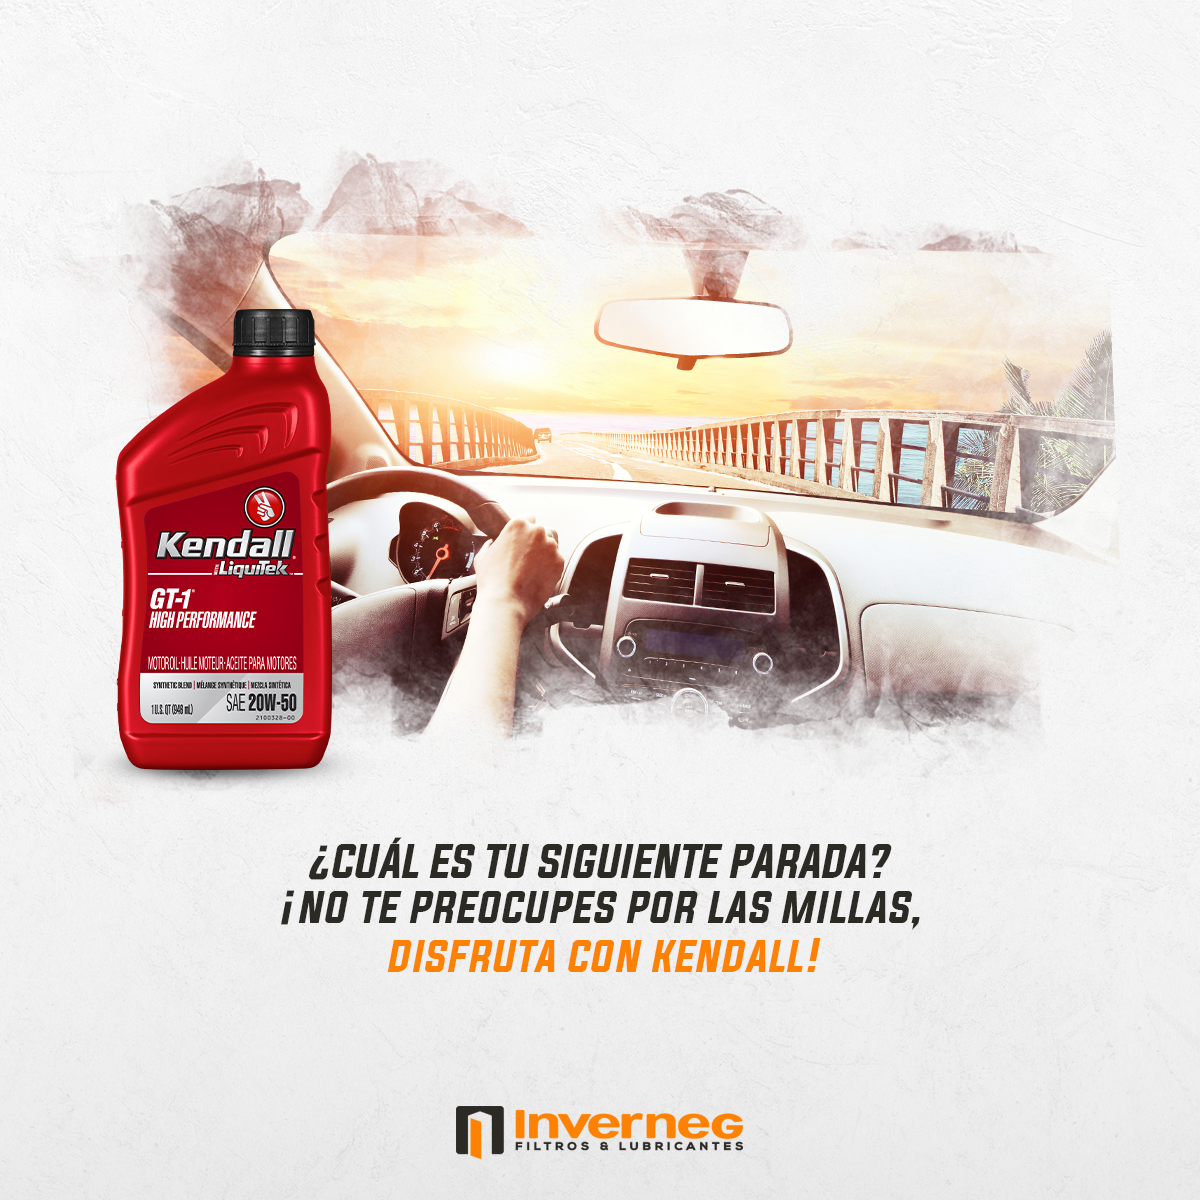 Kendall
LiquiTek
GT-1®
HIGH PERFORMANCE
MOTOR OIL·HUILE MOTEUR·ACEITE PARA MOTORES
SYNTHETIC BLEND | MÉLANGE SYNTHÉTIQUE | MEZCLA SINTÉTICA
1 U.S. QT (946 mL) SAE 20W-50
2100328-00
¿CUÁL ES TU SIGUIENTE PARADA?
¡NO TE PREOCUPES POR LAS MILLAS,
DISFRUTA CON KENDALL!
Inverneg
FILTROS & LUBRICANTES